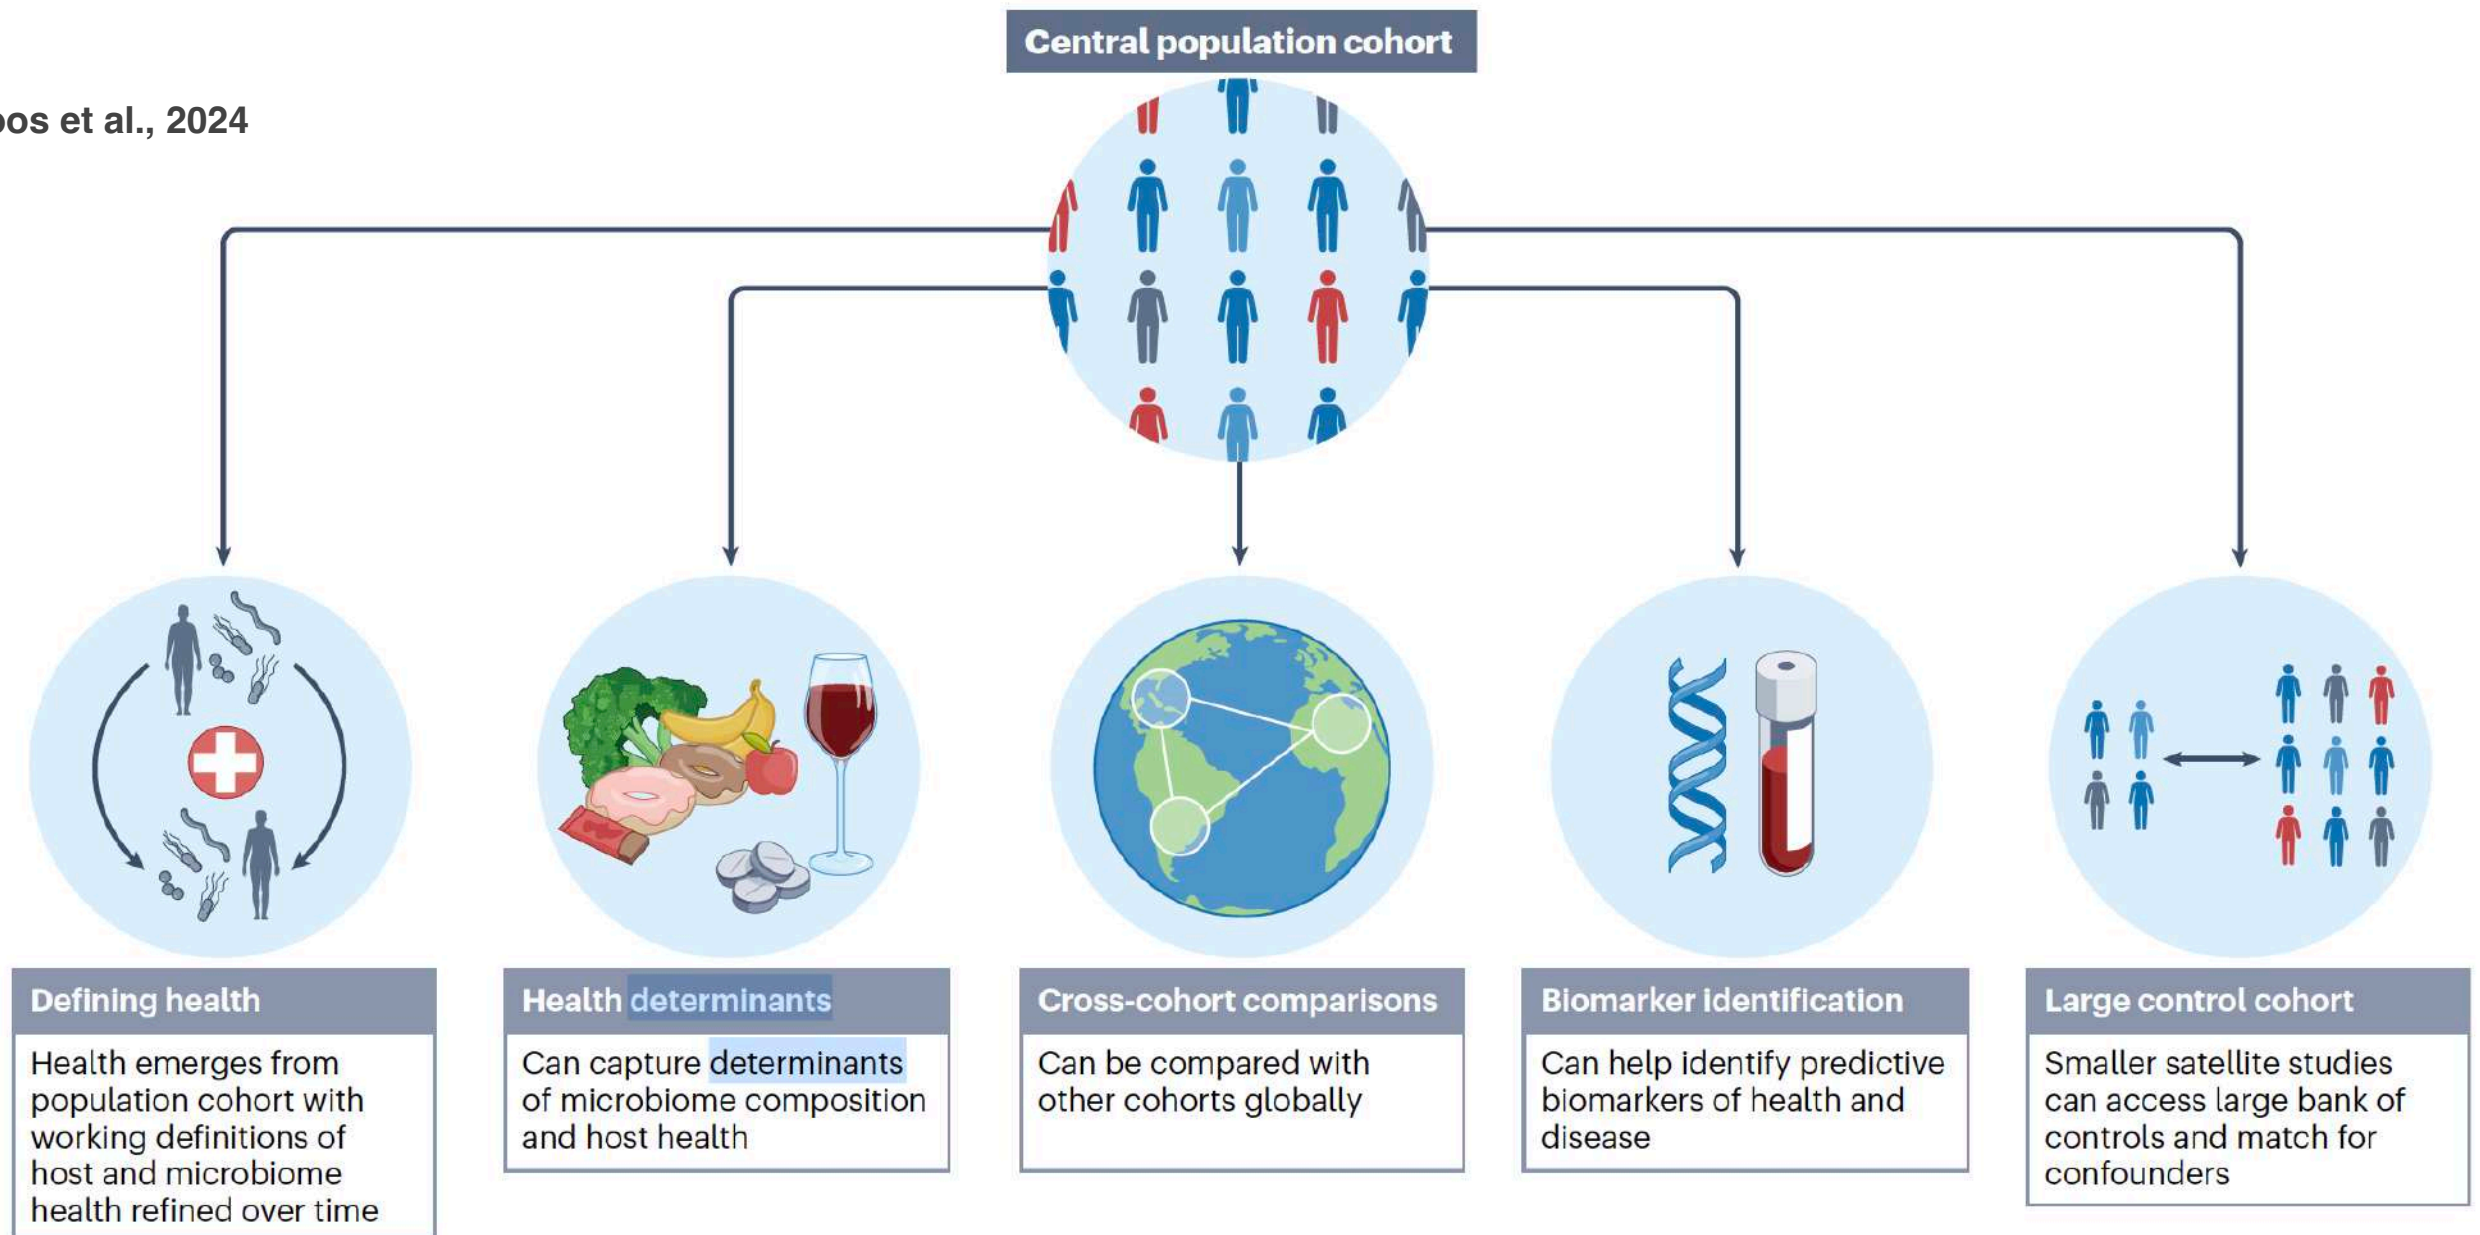 Central population cohort
et al., 2024
Defining health
Health emerges from
population cohort with
working definitions of
host and microbiome
health refined over time
Health determinants
Can capture determinants
of microbiome composition
and host health
Cross-cohort comparisons
Can be compared with
other cohorts globally
Biomarker identification
Can help identify predictive
biomarkers of health and
disease
Large control cohort
Smaller satellite studies
can access large bank of
controls and match for
confounders